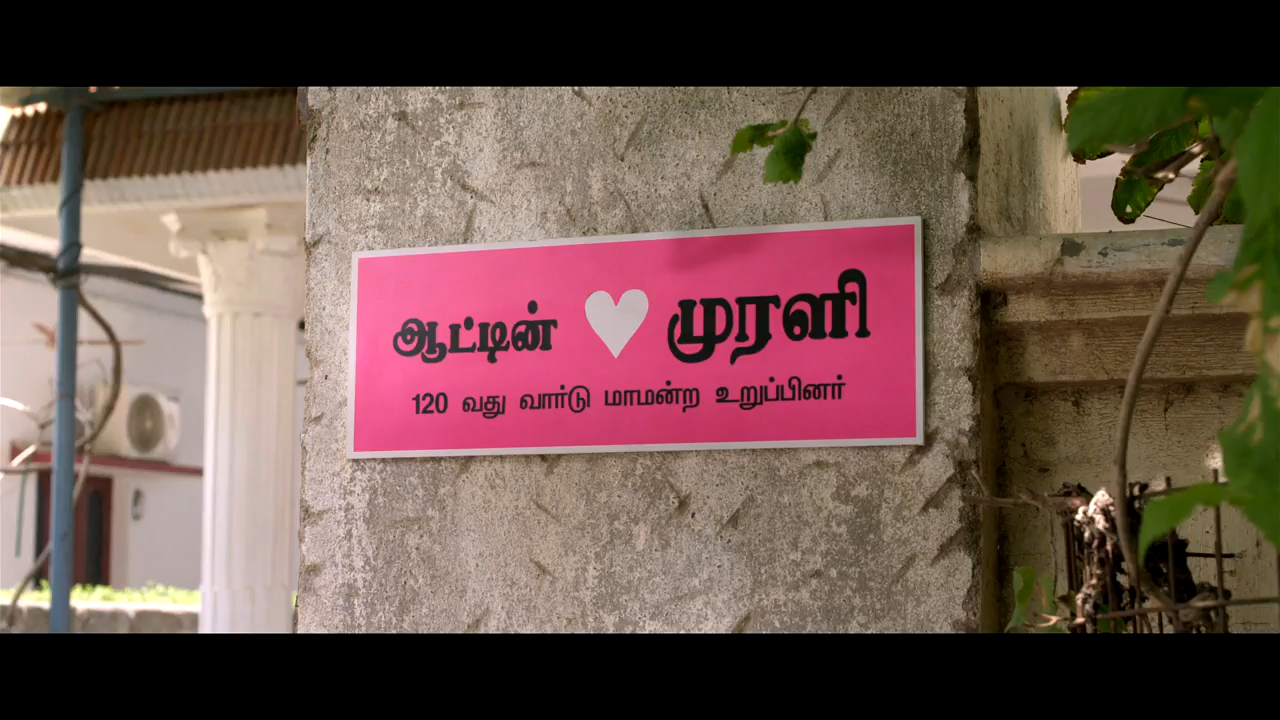 ஆட்டின் ♥ முரளி
120 வது வார்டு மாமன்ற உறுப்பினர்